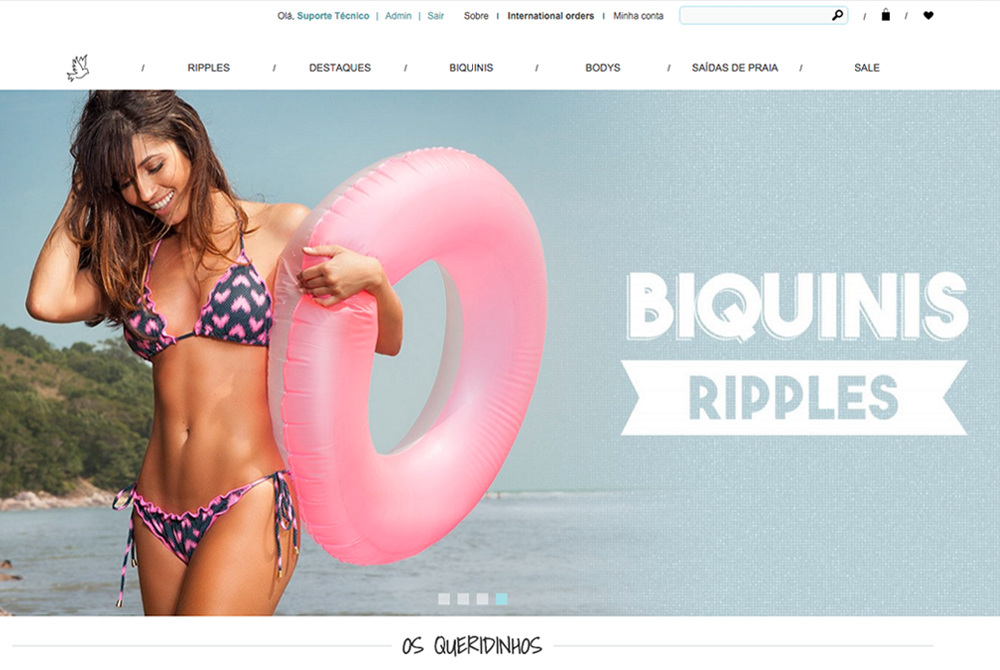 Olá, Suporte Técnico | Admin | Sair Sobre | International orders | Minha conta / /
/ RIPPLES / DESTAQUES / BIQUINIS / BODYS / SAÍDAS DE PRAIA / SALE
BIQUINIS
RIPPLES
OS QUERIDINHOS